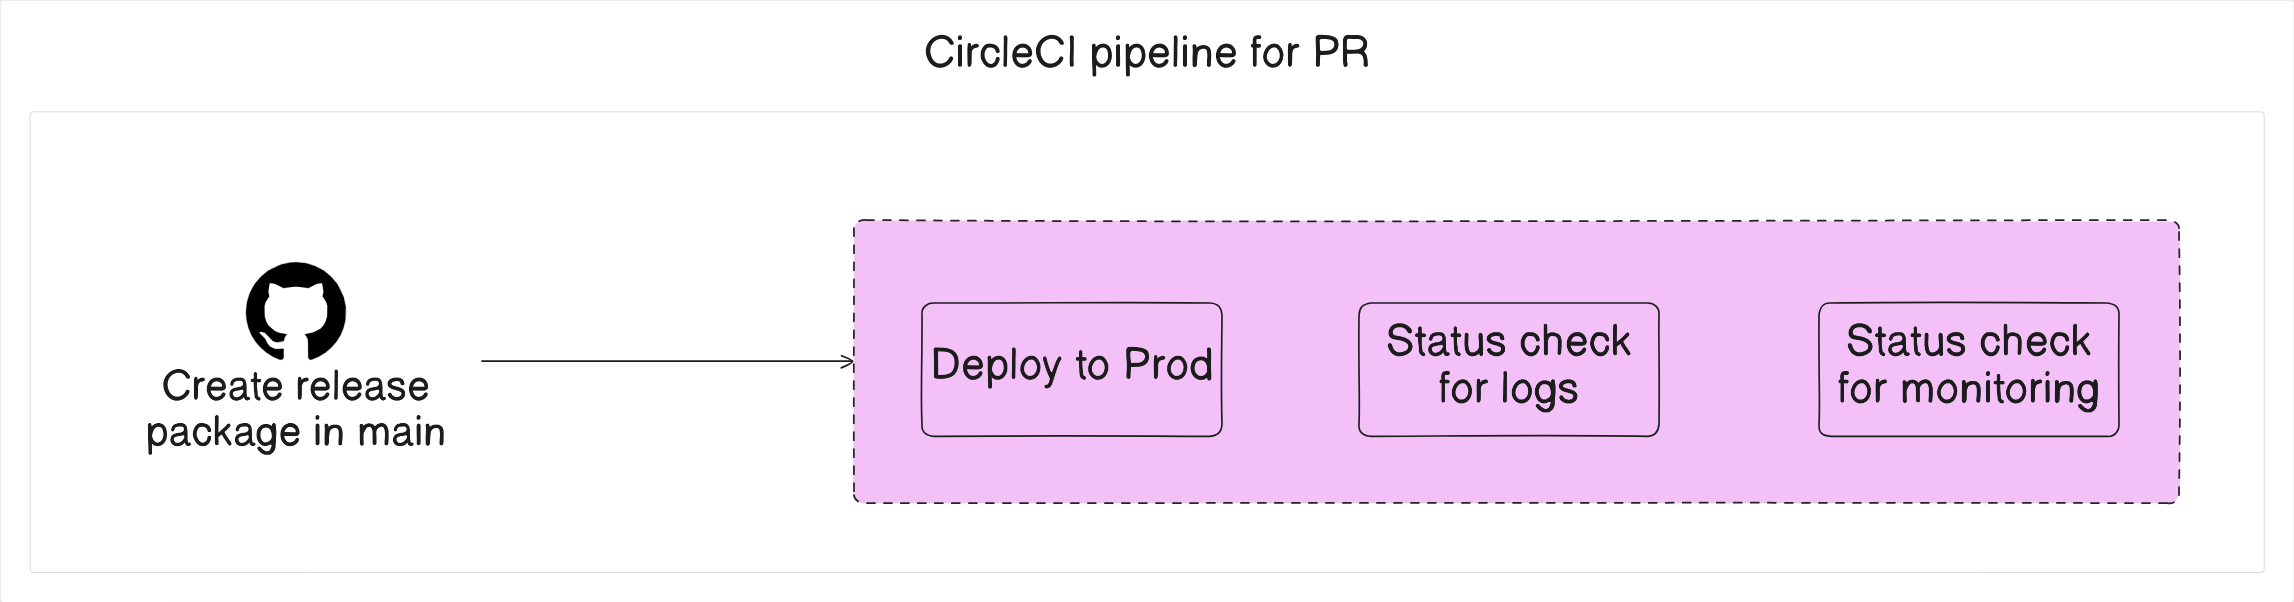 CircleCI pipeline for PR
Create release
package in main
Deploy to Prod
Status check
for logs
Status check
for monitoring